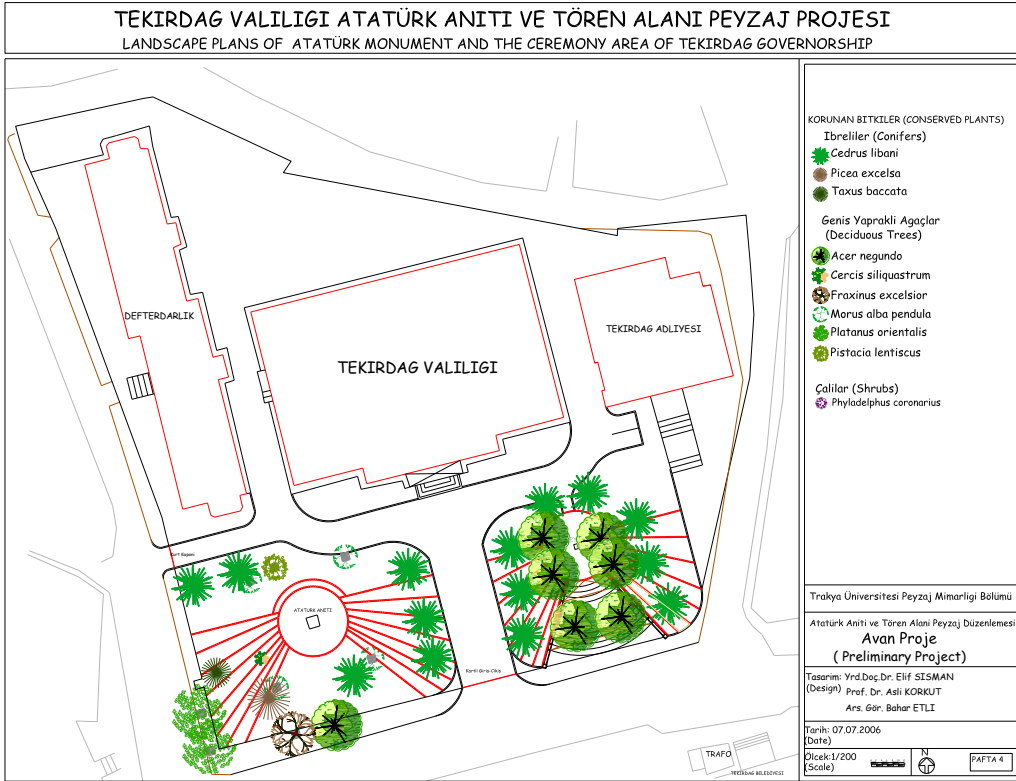 TEKIRDAG VALILIGI ATATÜRK ANITI VE TÖREN ALANI PEYZAJ PROJESI
LANDSCAPE PLANS OF ATATÜRK MONUMENT AND THE CEREMONY AREA OF TEKIRDAG GOVERNORSHIP
DEFTERDARLIK
TEKIRDAG VALILIGI
TEKIRDAG ADLIYESI
ATATURK ANITI
Kartli Giris-Cikis
TRAFO
TEKIRDAG BELEDIYESI
KORUNAN BITKILER (CONSERVED PLANTS)
Ibreliler (Conifers)
Cedrus libani
Picea excelsa
Taxus baccata
Genis Yaprakli Agaçlar
(Deciduous Trees)
Acer negundo
Cercis siliquastrum
Fraxinus excelsior
Morus alba pendula
Platanus orientalis
Pistacia lentiscus
Çalilar (Shrubs)
Phyladelphus coronarius
Trakya Üniversitesi Peyzaj Mimarligi Bölümü
Atatürk Aniti ve Tören Alani Peyzaj Düzenlemesi
Avan Proje
( Preliminary Project)
Tasarim: Yrd.Doç.Dr. Elif SISMAN
(Design) Prof. Dr. Asli KORKUT
Ars. Gör. Bahar ETLI
Tarih: 07.07.2006
(Date)
Ölcek:1/200
(Scale)
N
PAFTA 4